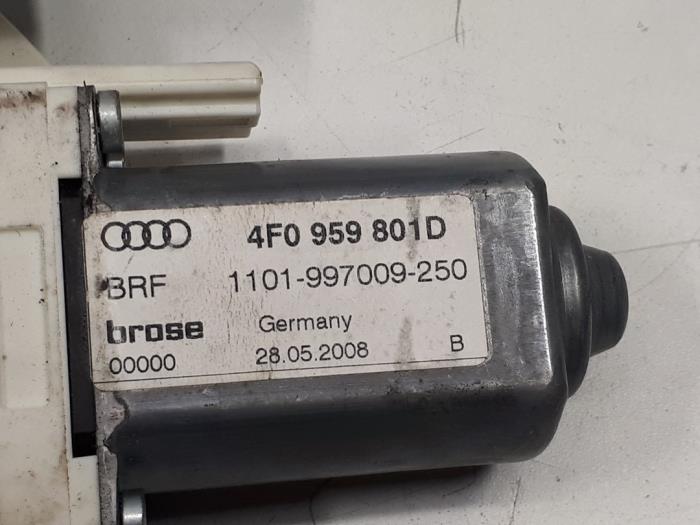 4F0 959 801D
BRF 1101-997009-250
brose Germany
00000 28.05.2008 B